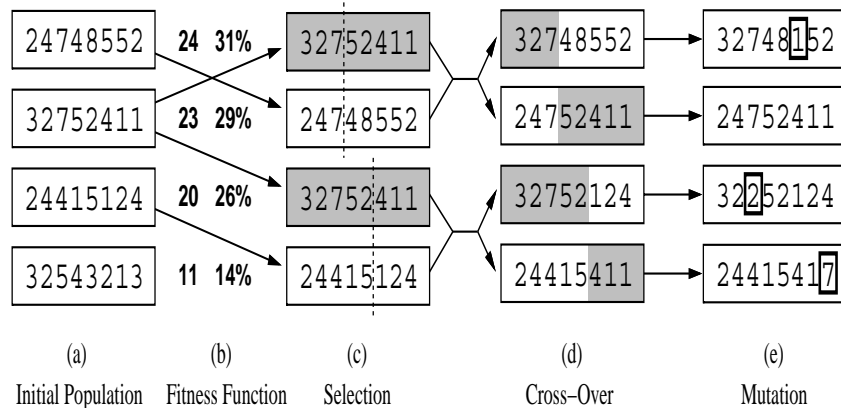 24748552 24 31% 32752411 32748552 32748152
32752411 23 29% 24748552 24752411 24752411
24415124 20 26% 32752411 32752124 32252124
32543213 11 14% 24415124 24415411 24415417
(a) (b) (c) (d) (e)
Initial Population Fitness Function Selection Cross–Over Mutation